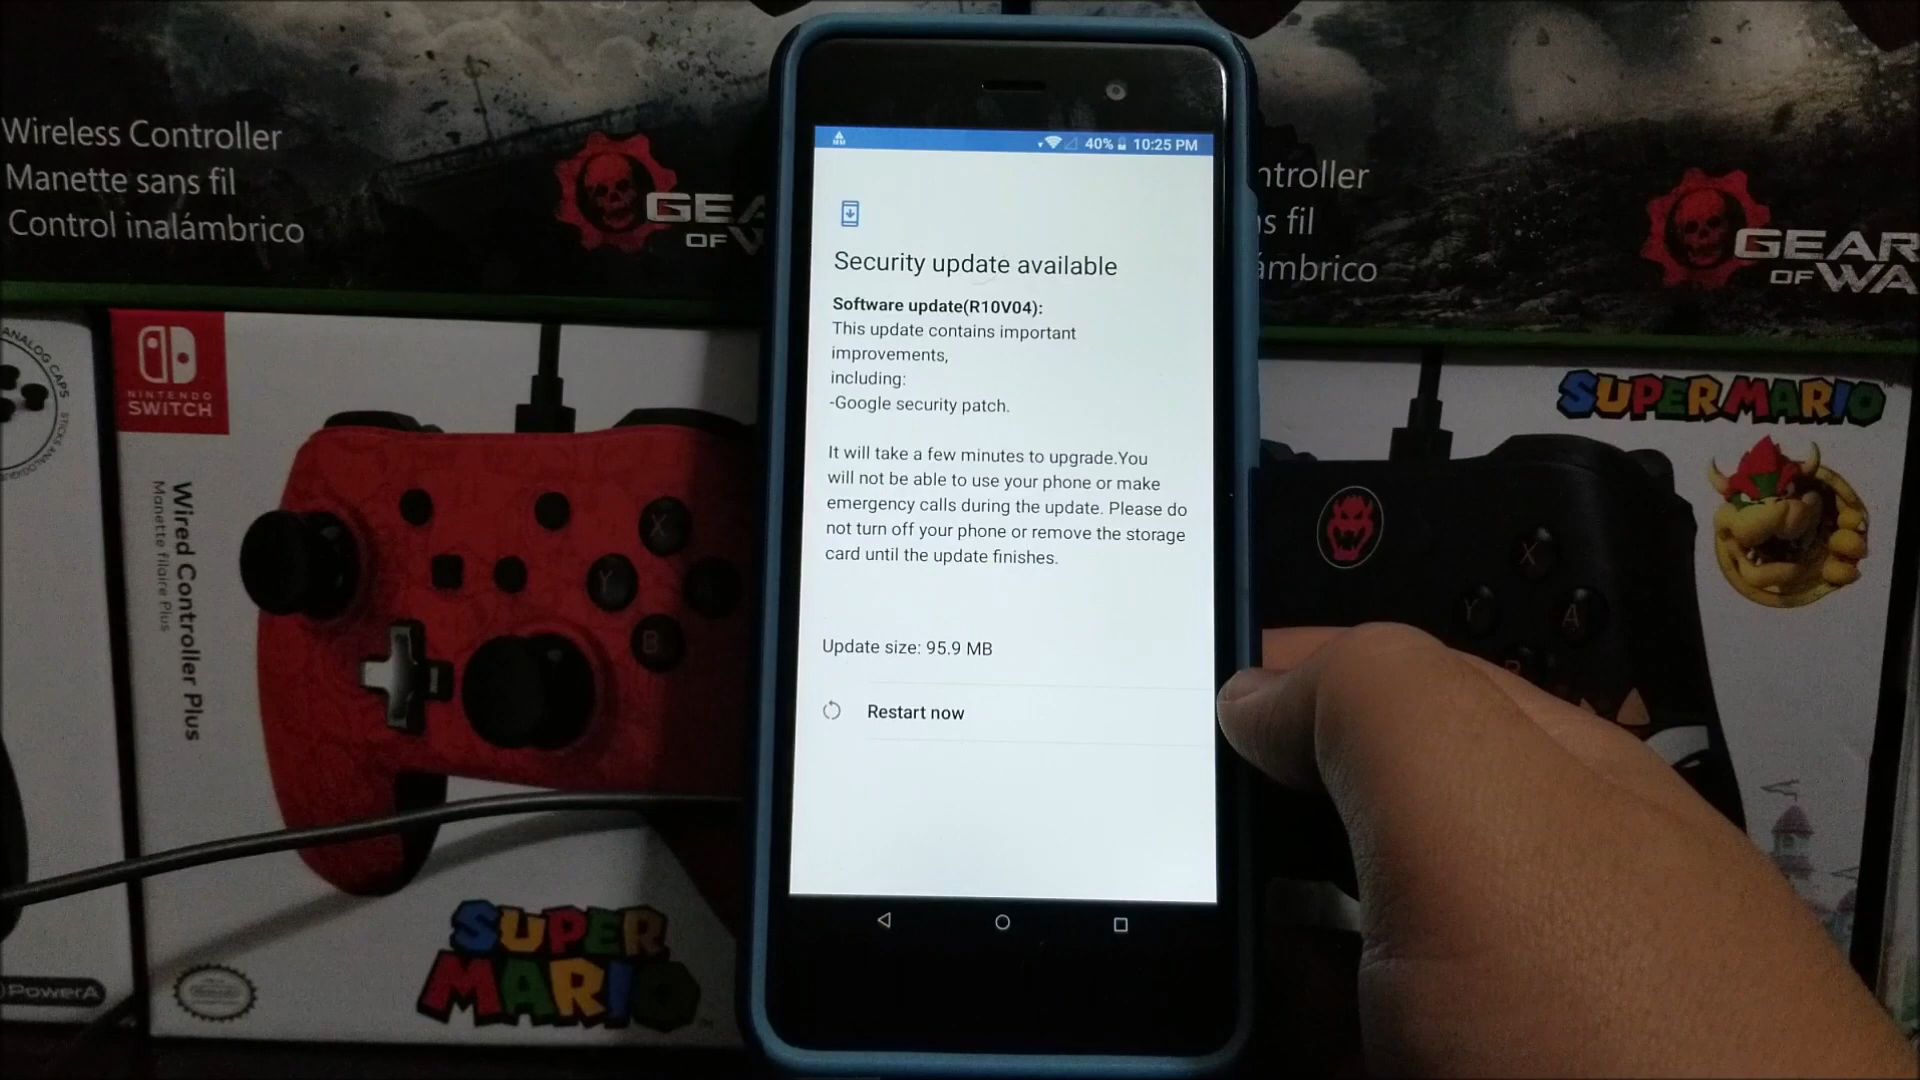 Wireless Controller
Manette sans fil
Control inalámbrico
GEA
OF W
ntroller
s fil
ámbrico
GEAR
OF WA
40% 10:25 PM
Security update available
Software update(R10V04):
This update contains important
improvements,
including:
-Google security patch.
It will take a few minutes to upgrade.You
will not be able to use your phone or make
emergency calls during the update. Please do
not turn off your phone or remove the storage
card until the update finishes.
Update size: 95.9 MB
Restart now
ANALOG CAPS
NINTENDO
SWITCH
Wired Controller Plus
Manette filaire Plus
X
Y
A
B
SUPER
MARIO
PowerA
SUPER MARIO
X
Y
A